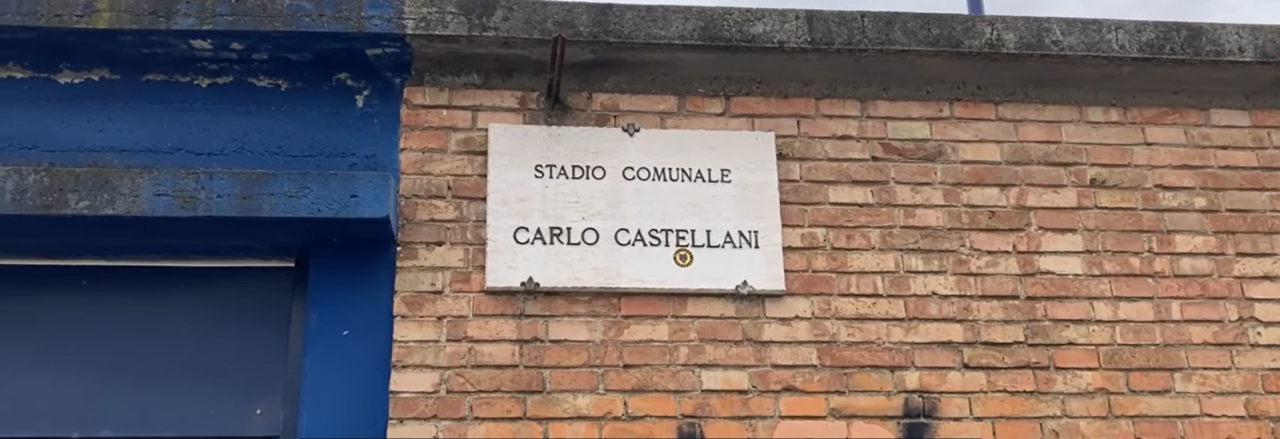 STADIO COMUNALE
CARLO CASTELLANI